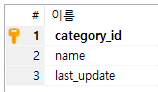 # 이름
1 category_id
2 name
3 last_update